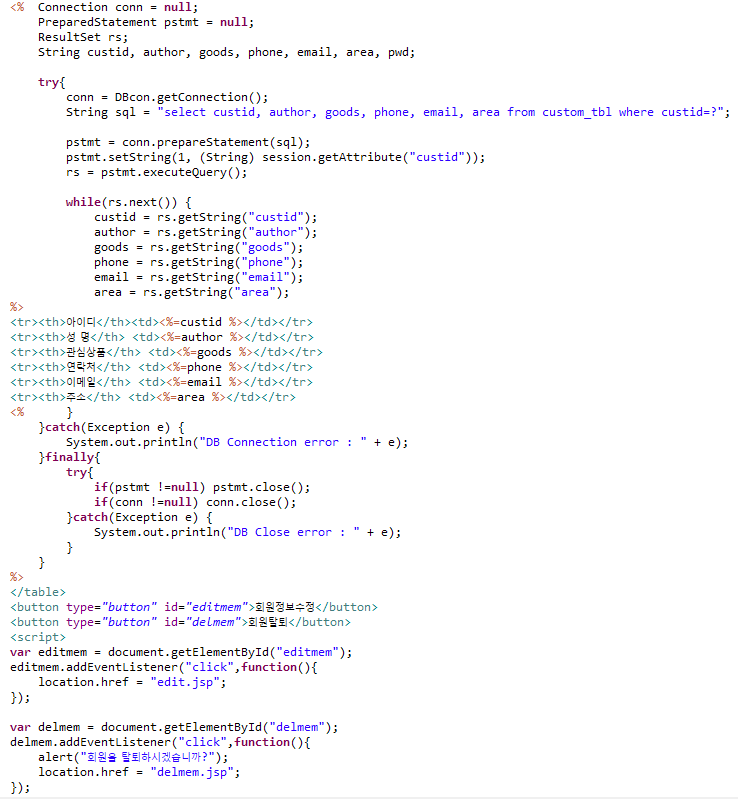 <%  Connection conn = null;
    PreparedStatement pstmt = null;
    ResultSet rs;
    String custid, author, goods, phone, email, area, pwd;

    try{
        conn = DBcon.getConnection();
        String sql = "select custid, author, goods, phone, email, area from custom_tbl where custid=?";

        pstmt = conn.prepareStatement(sql);
        pstmt.setString(1, (String) session.getAttribute("custid"));
        rs = pstmt.executeQuery();

        while(rs.next()) {
            custid = rs.getString("custid");
            author = rs.getString("author");
            goods = rs.getString("goods");
            phone = rs.getString("phone");
            email = rs.getString("email");
            area = rs.getString("area");
%>
<tr><th>아이디</th><td><%=custid %></td></tr>
<tr><th>성 명</th> <td><%=author %></td></tr>
<tr><th>관심상품</th> <td><%=goods %></td></tr>
<tr><th>연락처</th> <td><%=phone %></td></tr>
<tr><th>이메일</th> <td><%=email %></td></tr>
<tr><th>주소</th> <td><%=area %></td></tr>
<%      }
    }catch(Exception e) {
        System.out.println("DB Connection error : " + e);
    }finally{
        try{
            if(pstmt !=null) pstmt.close();
            if(conn !=null) conn.close();
        }catch(Exception e) {
            System.out.println("DB Close error : " + e);
        }
    }
%>
</table>
<button type="button" id="editmem">회원정보수정</button>
<button type="button" id="delmem">회원탈퇴</button>
<script>
var editmem = document.getElementById("editmem");
editmem.addEventListener("click",function(){
    location.href = "edit.jsp";
});

var delmem = document.getElementById("delmem");
delmem.addEventListener("click",function(){
    alert("회원을 탈퇴하시겠습니까?");
    location.href = "delmem.jsp";
});